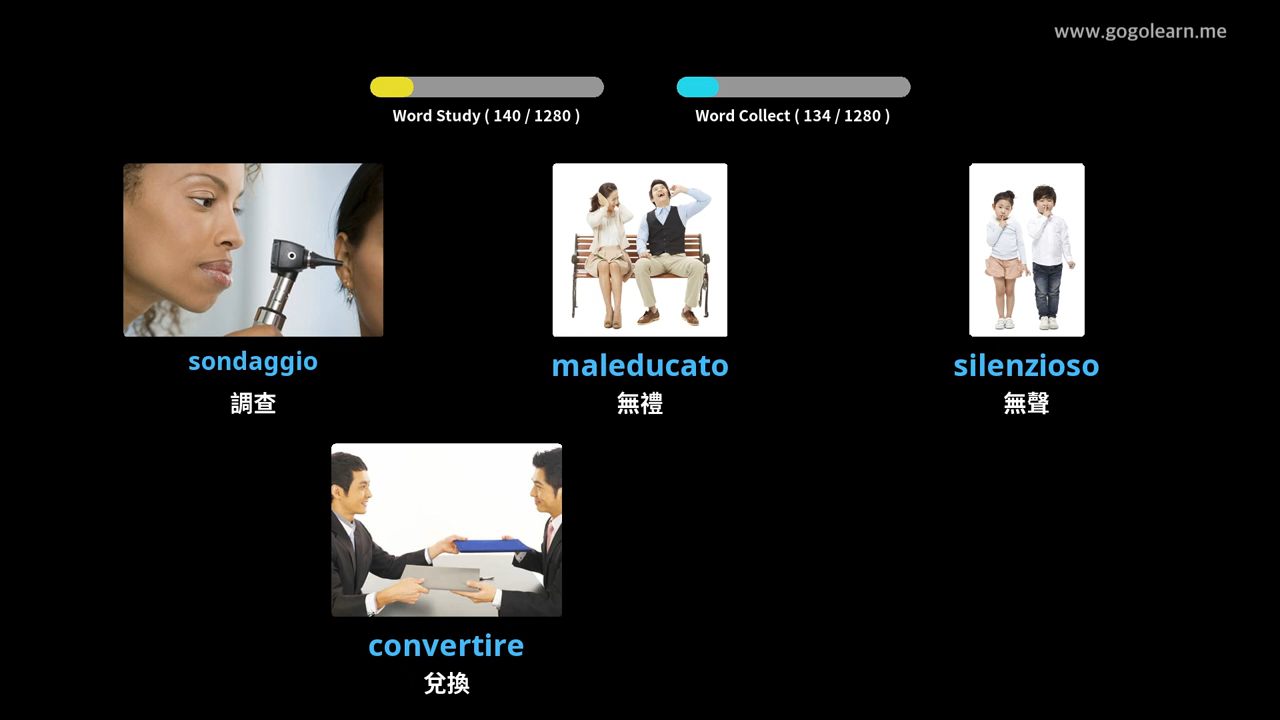 www.gogolearn.me
Word Study ( 140 / 1280 )
Word Collect ( 134 / 1280 )
sondaggio
調查
maleducato
無禮
silenzioso
無聲
convertire
兌換